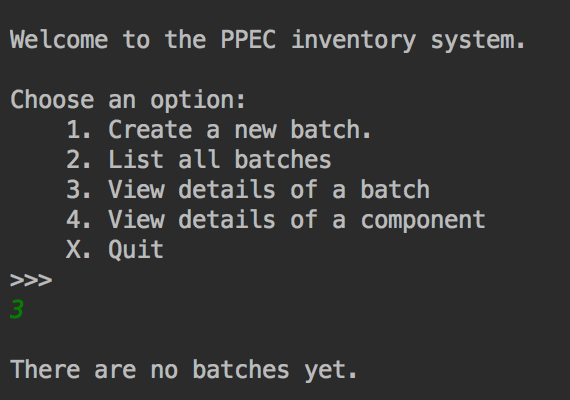 Welcome to the PPEC inventory system.
Choose an option:
1. Create a new batch.
2. List all batches
3. View details of a batch
4. View details of a component
X. Quit
>>>
3
There are no batches yet.